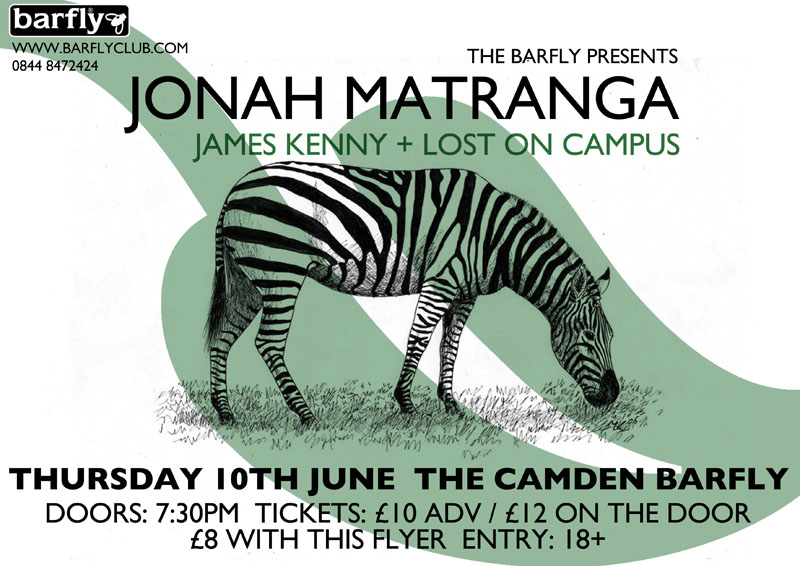 barfly®
WWW.BARFLYCLUB.COM
0844 8472424
THE BARFLY PRESENTS
JONAH MATRANGA
JAMES KENNY + LOST ON CAMPUS
THURSDAY 10TH JUNE THE CAMDEN BARFLY
DOORS: 7:30PM TICKETS: £10 ADV / £12 ON THE DOOR
£8 WITH THIS FLYER ENTRY: 18+